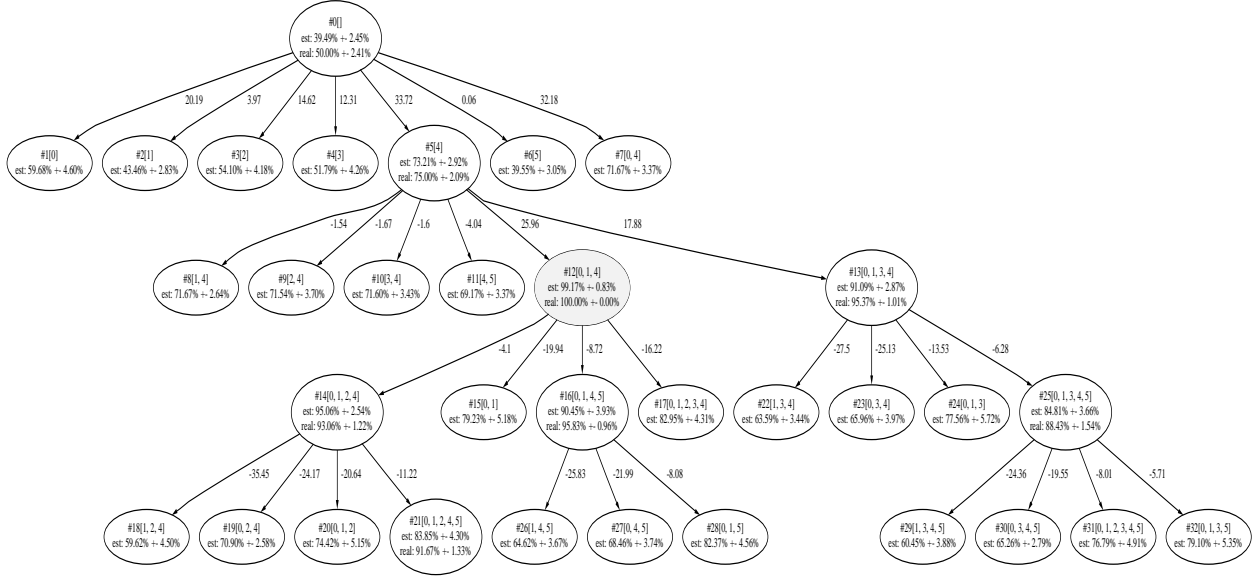 #0[]
est: 39.49% +- 2.45%
real: 50.00% +- 2.41%
20.19
3.97
14.62
12.31
33.72
0.06
32.18
#1[0]
est: 59.68% +- 4.60%
#2[1]
est: 43.46% +- 2.83%
#3[2]
est: 54.10% +- 4.18%
#4[3]
est: 51.79% +- 4.26%
#5[4]
est: 73.21% +- 2.92%
real: 75.00% +- 2.09%
#6[5]
est: 39.55% +- 3.05%
#7[0, 4]
est: 71.67% +- 3.37%
-1.54
-1.67
-1.6
-4.04
25.96
17.88
#8[1, 4]
est: 71.67% +- 2.64%
#9[2, 4]
est: 71.54% +- 3.70%
#10[3, 4]
est: 71.60% +- 3.43%
#11[4, 5]
est: 69.17% +- 3.37%
#12[0, 1, 4]
est: 99.17% +- 0.83%
real: 100.00% +- 0.00%
#13[0, 1, 3, 4]
est: 91.09% +- 2.87%
real: 95.37% +- 1.01%
-4.1
-19.94
-8.72
-16.22
-27.5
-25.13
-13.53
-6.28
#14[0, 1, 2, 4]
est: 95.06% +- 2.54%
real: 93.06% +- 1.22%
#15[0, 1]
est: 79.23% +- 5.18%
#16[0, 1, 4, 5]
est: 90.45% +- 3.93%
real: 95.83% +- 0.96%
#17[0, 1, 2, 3, 4]
est: 82.95% +- 4.31%
#22[1, 3, 4]
est: 63.59% +- 3.44%
#23[0, 3, 4]
est: 65.96% +- 3.97%
#24[0, 1, 3]
est: 77.56% +- 5.72%
#25[0, 1, 3, 4, 5]
est: 84.81% +- 3.66%
real: 88.43% +- 1.54%
-35.45
-24.17
-20.64
-11.22
-25.83
-21.99
-8.08
-24.36
-19.55
-8.01
-5.71
#18[1, 2, 4]
est: 59.62% +- 4.50%
#19[0, 2, 4]
est: 70.90% +- 2.58%
#20[0, 1, 2]
est: 74.42% +- 5.15%
#21[0, 1, 2, 4, 5]
est: 83.85% +- 4.30%
real: 91.67% +- 1.33%
#26[1, 4, 5]
est: 64.62% +- 3.67%
#27[0, 4, 5]
est: 68.46% +- 3.74%
#28[0, 1, 5]
est: 82.37% +- 4.56%
#29[1, 3, 4, 5]
est: 60.45% +- 3.88%
#30[0, 3, 4, 5]
est: 65.26% +- 2.79%
#31[0, 1, 2, 3, 4, 5]
est: 76.79% +- 4.91%
#32[0, 1, 3, 5]
est: 79.10% +- 5.35%